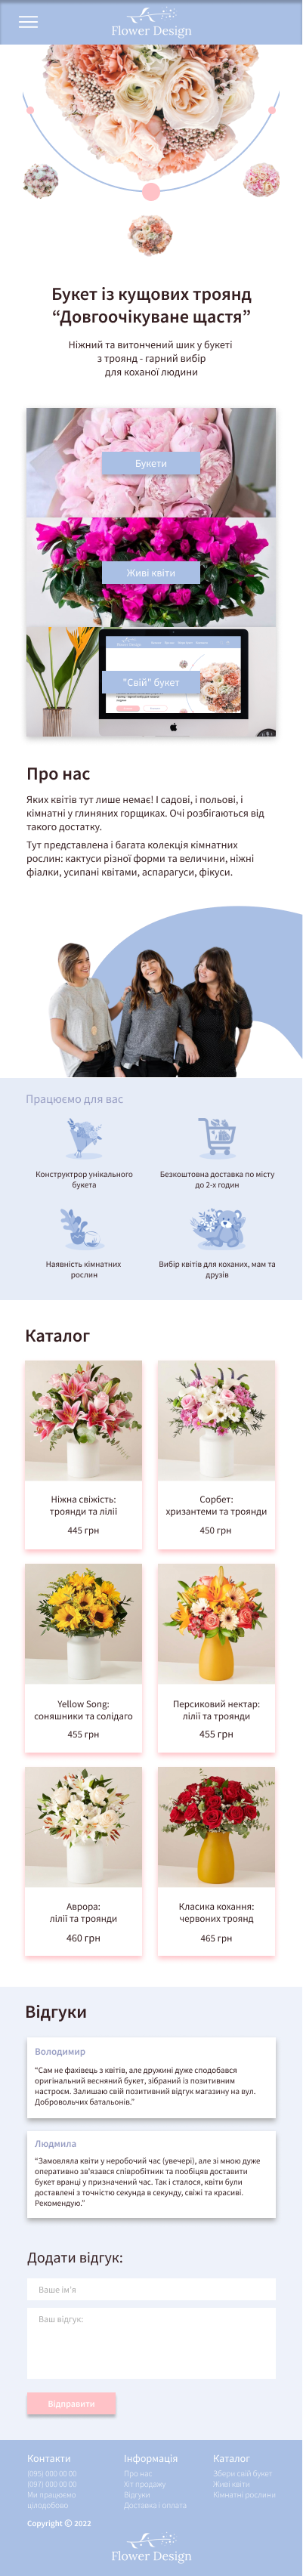 Flower Design
Букет із кущових троянд
“Довгоочікуване щастя”
Ніжний та витончений шик у букеті
з троянд - гарний вибір
для коханої людини
Букети
Живі квіти
"Свій" букет
Про нас
Яких квітів тут лише немає! І садові, і польові, і
кімнатні у глиняних горщиках. Очі розбігаються від
такого достатку.
Тут представлена і багата колекція кімнатних
рослин: кактуси різної форми та величини, ніжні
фіалки, усипані квітами, аспарагуси, фікуси.
Працюємо для вас
Конструктрор унікального
букета
Безкоштовна доставка по місту
до 2-х годин
Наявність кімнатних
рослин
Вибір квітів для коханих, мам та
друзів
Каталог
Ніжна свіжість:
троянди та лілії
445 грн
Сорбет:
хризантеми та троянди
450 грн
Yellow Song:
соняшники та солідаго
455 грн
Персиковий нектар:
лілії та троянди
455 грн
Аврора:
лілії та троянди
460 грн
Класика кохання:
червоних троянд
465 грн
Відгуки
Володимир
“Сам не фахівець з квітів, але дружині дуже сподобався
оригінальний весняний букет, зібраний із позитивним
настроєм. Залишаю свій позитивний відгук магазину на вул.
Добровольчих батальонів.”
Людмила
“Замовляла квіти у неробочий час (увечері), але зі мною дуже
оперативно зв’язався співробітник та пообіцяв доставити
букет вранці у призначений час. Так і сталося, квіти були
доставлені з точністю секунда в секунду, свіжі та красиві.
Рекомендую.”
Додати відгук:
Ваше ім’я
Ваш відгук:
Відправити
Контакти
(095) 000 00 00
(097) 000 00 00
Ми працюємо
цілодобово
Інформація
Про нас
Хіт продажу
Відгуки
Доставка і оплата
Каталог
Збери свій букет
Живі квіти
Кімнатні рослини
Copyright © 2022
Flower Design